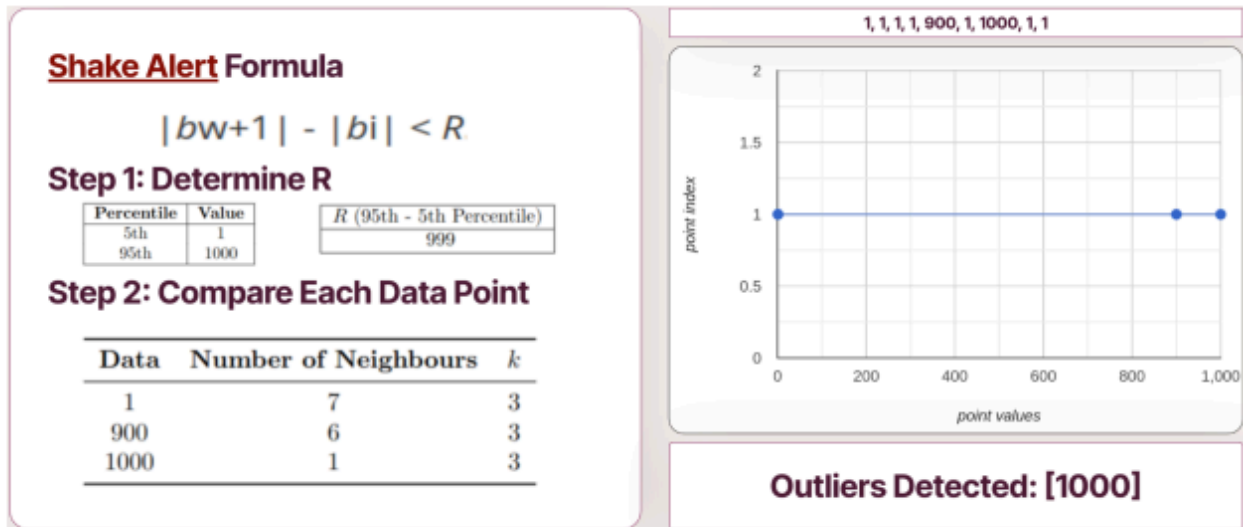 Shake Alert Formula
|bw+1| - |bi| < R
Step 1: Determine R
Percentile Value
5th 1
95th 1000
R (95th - 5th Percentile)
999
Step 2: Compare Each Data Point
Data Number of Neighbours k
1 7 3
900 6 3
1000 1 3
1, 1, 1, 1, 900, 1, 1000, 1, 1
2
1.5
1
0.5
0
point index
0 200 400 600 800 1,000
point values
Outliers Detected: [1000]